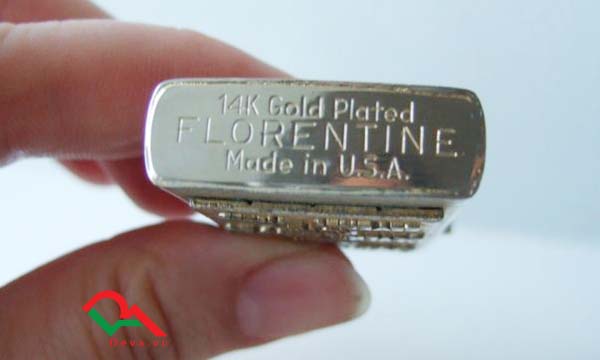 14K Gold Plated
FLORENTINE
Made in U.S.A.